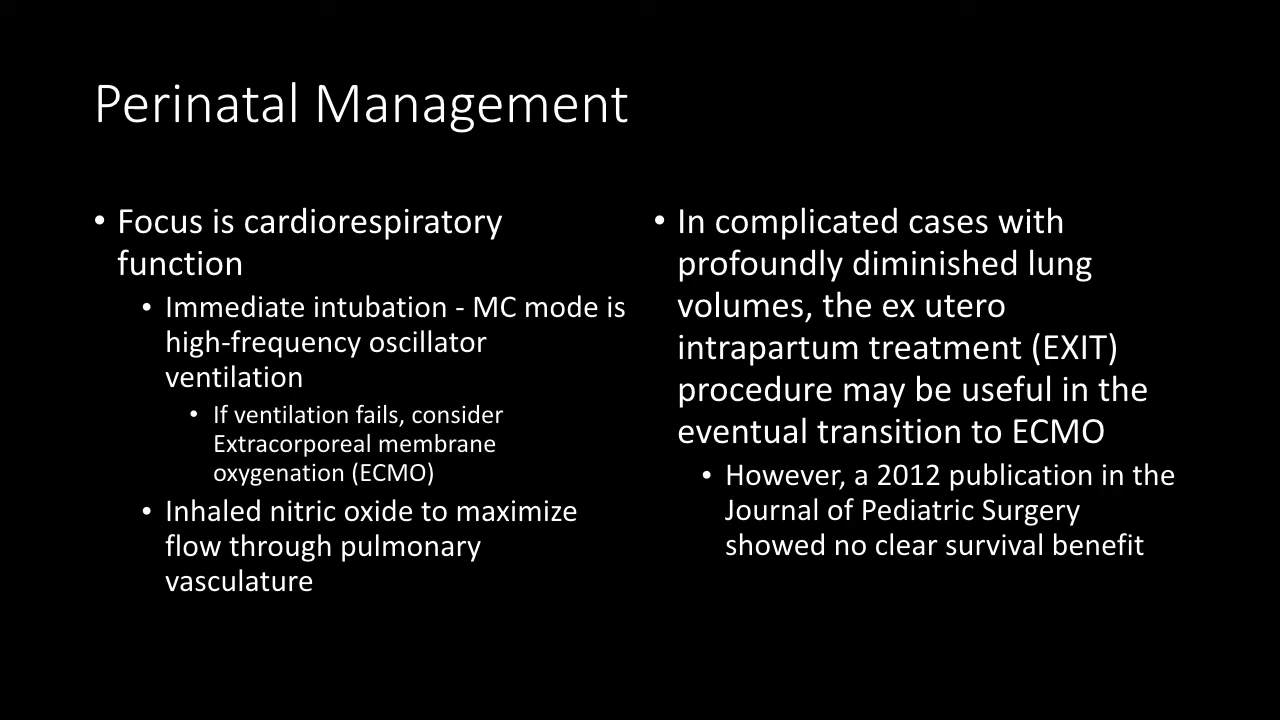 Perinatal Management
• Focus is cardiorespiratory
function
• Immediate intubation - MC mode is
high-frequency oscillator
ventilation
• If ventilation fails, consider
Extracorporeal membrane
oxygenation (ECMO)
• Inhaled nitric oxide to maximize
flow through pulmonary
vasculature
• In complicated cases with
profoundly diminished lung
volumes, the ex utero
intrapartum treatment (EXIT)
procedure may be useful in the
eventual transition to ECMO
• However, a 2012 publication in the
Journal of Pediatric Surgery
showed no clear survival benefit